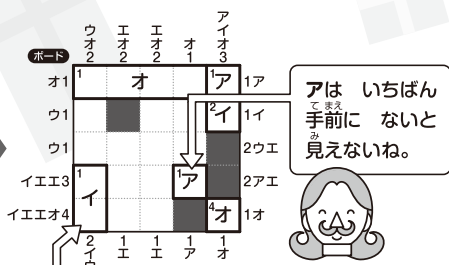 ウオ2
エオ2
エオ2
オ1
アイオ3
ボード
オ1 1オ 1ア 1ア
ウ1 2イ 1イ
ウ1 2ウエ
イエエ3 1イ 1ア 2アエ
イエエオ4 4オ 1オ
2イウ
1エ
1エ
1ア
1オ
アは いちばん
手前に ないと
てまえ
見えないね。
み